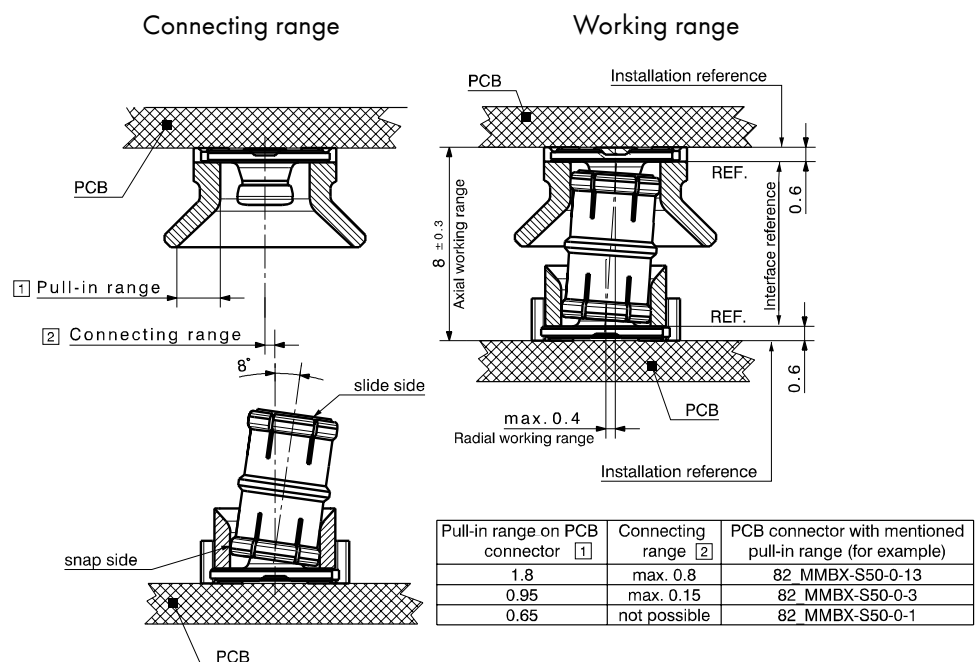 Connecting range
PCB
1 Pull-in range
2 Connecting range
8°
slide side
snap side
PCB
Working range
PCB
Installation reference
REF.
0.6
8 ±0.3
Axial working range
Interface reference
REF.
0.6
PCB
max. 0.4
Radial working range
Installation reference
Pull-in range on PCB connector 1 | Connecting range 2 | PCB connector with mentioned pull-in range (for example)
1.8 | max. 0.8 | 82_MMBX-S50-0-13
0.95 | max. 0.15 | 82_MMBX-S50-0-3
0.65 | not possible | 82_MMBX-S50-0-1